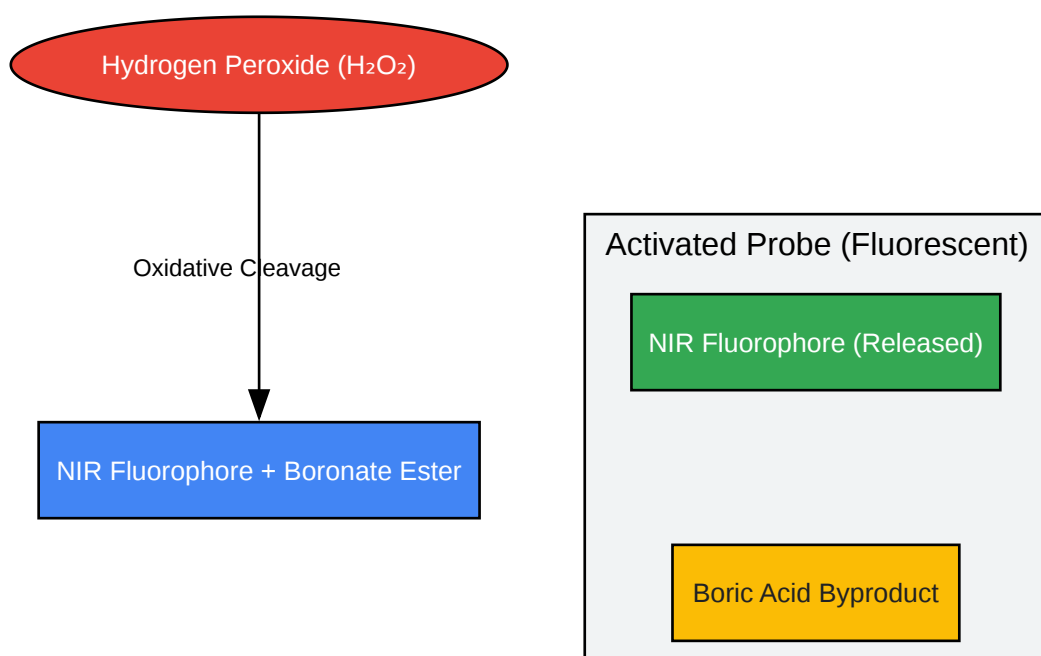 Hydrogen Peroxide (H₂O₂)
Oxidative Cleavage
NIR Fluorophore + Boronate Ester
Activated Probe (Fluorescent)
NIR Fluorophore (Released)
Boric Acid Byproduct